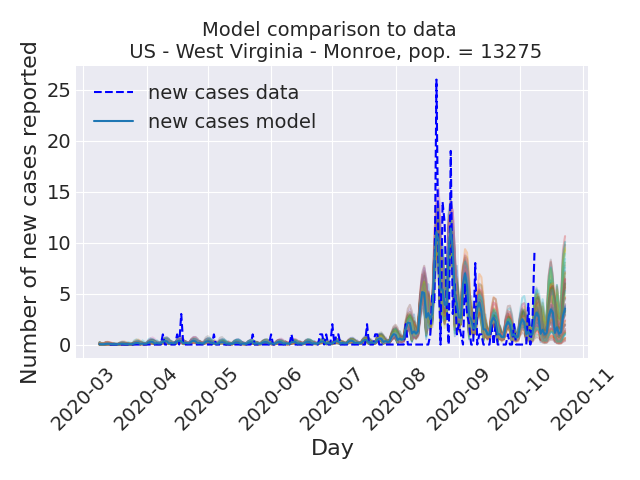 Model comparison to data
US - West Virginia - Monroe, pop. = 13275
Number of new cases reported
25
20
15
10
5
0
new cases data
new cases model
2020-03
2020-04
2020-05
2020-06
2020-07
2020-08
2020-09
2020-10
2020-11
Day